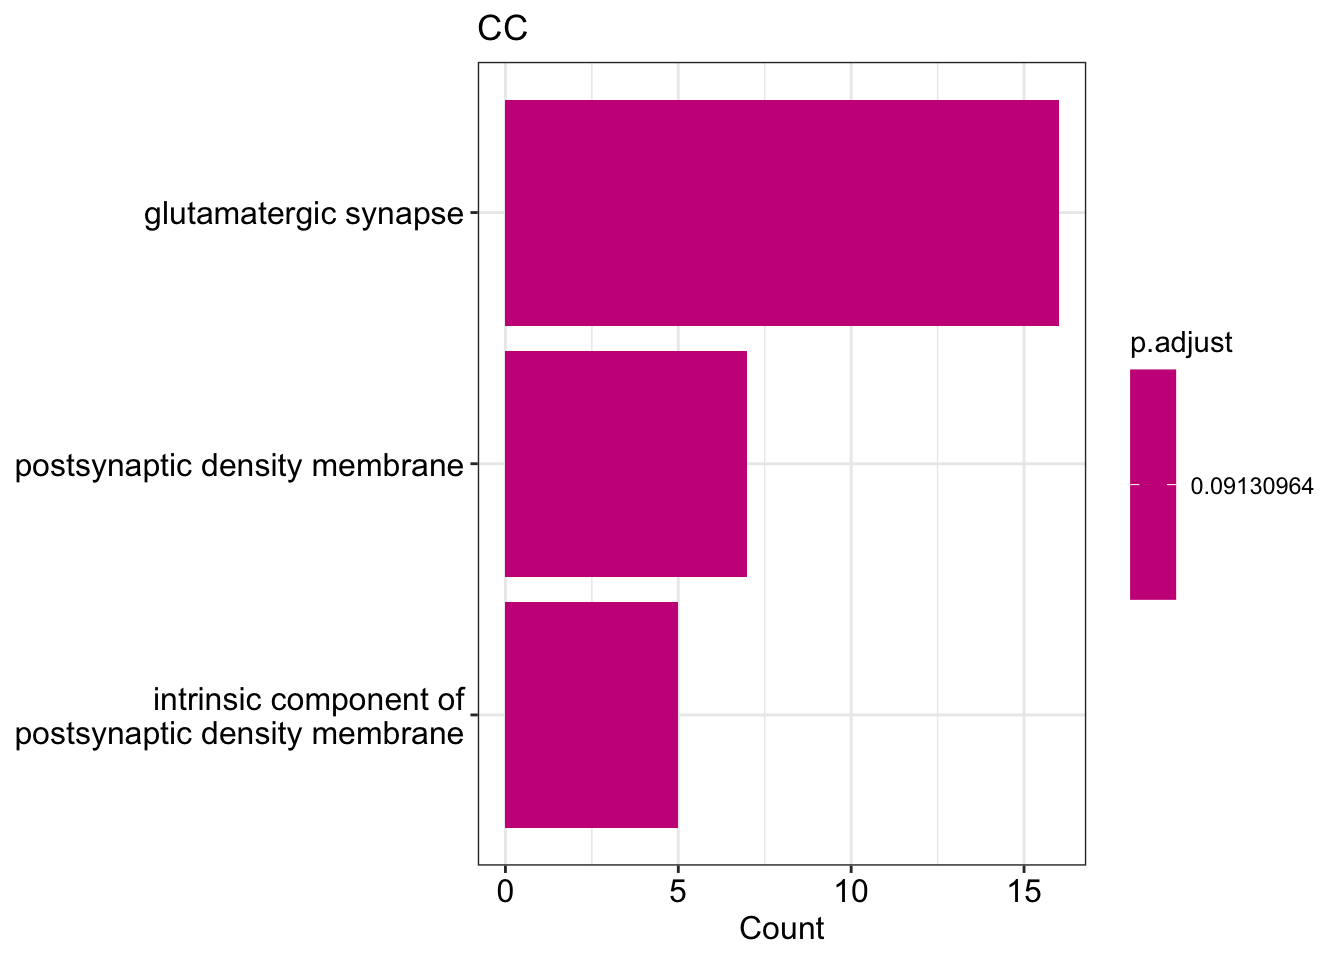 CC
glutamatergic synapse
postsynaptic density membrane
intrinsic component of
postsynaptic density membrane
0
5
10
15
Count
p.adjust
0.09130964